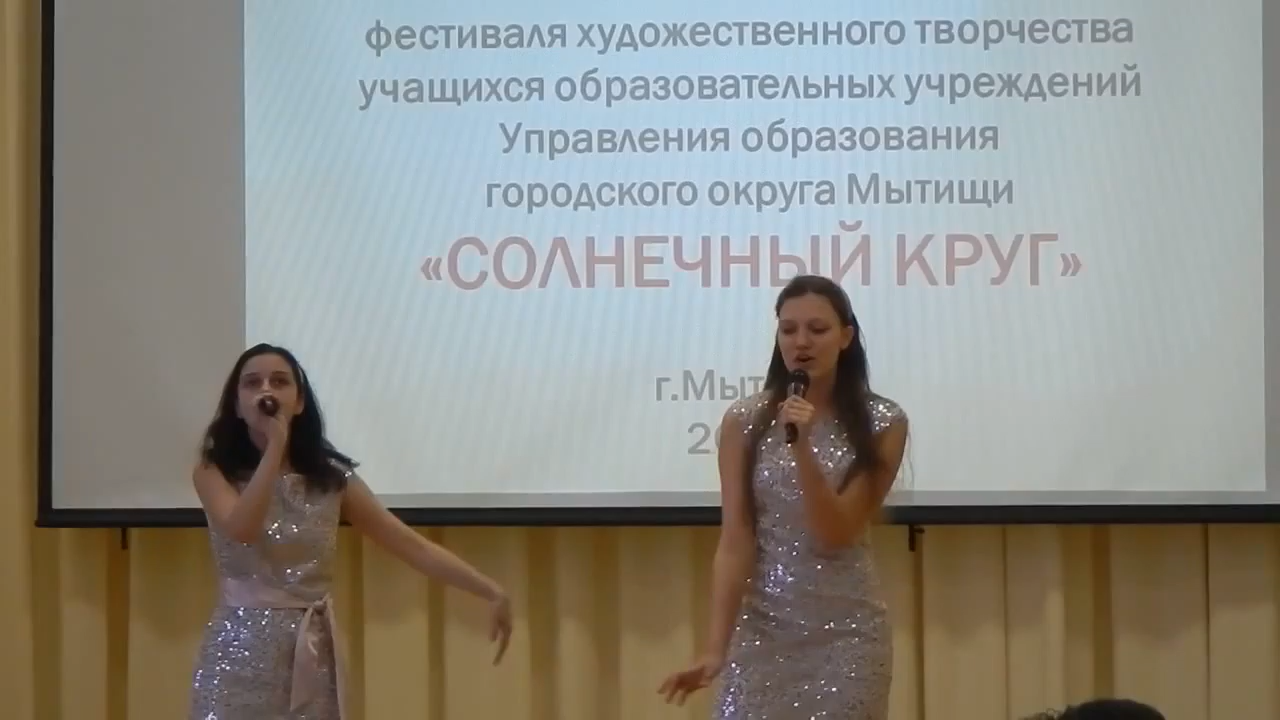 фестиваля художественного творчества
учащихся образовательных учреждений
Управления образования
городского округа Мытищи
«СОЛНЕЧНЫЙ КРУГ»